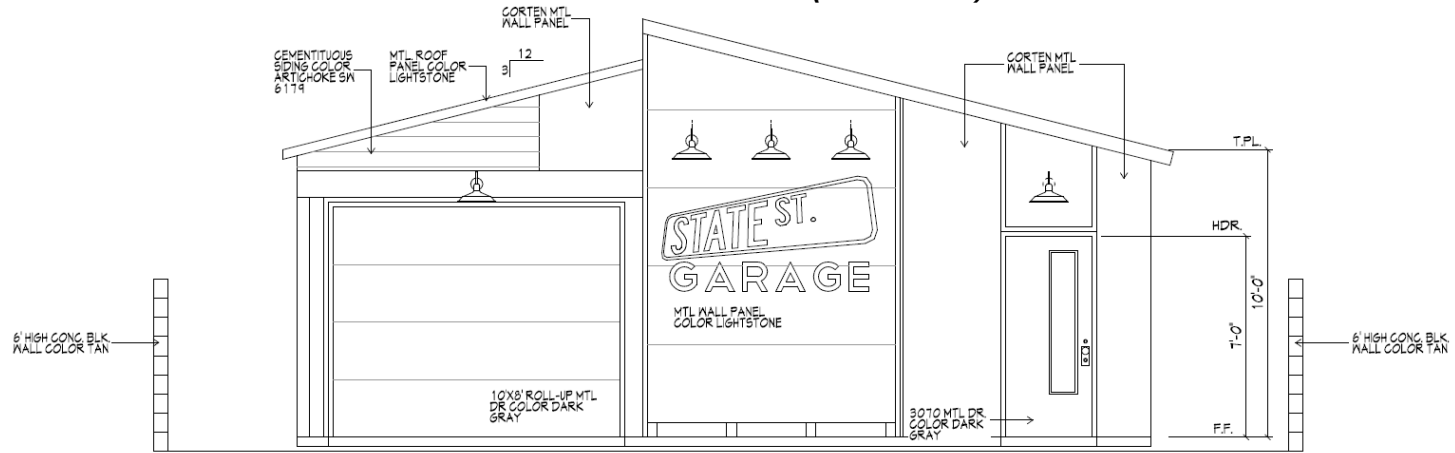 CORTEN MTL
WALL PANEL
CEMENTITUOUS
SIDING COLOR
ARTICHOKE SW
6179
MTL. ROOF
PANEL COLOR
LIGHTSTONE
12
3
CORTEN MTL
WALL PANEL
T.PL.
STATE ST.
GARAGE
HDR.
10'-0"
7'-0"
MTL WALL PANEL
COLOR LIGHTSTONE
6' HIGH CONC. BLK.
WALL COLOR TAN
6' HIGH CONC. BLK.
WALL COLOR TAN
10'X8' ROLL-UP MTL
DR COLOR DARK
GRAY
3070 MTL DR.
COLOR DARK
GRAY
F.F.